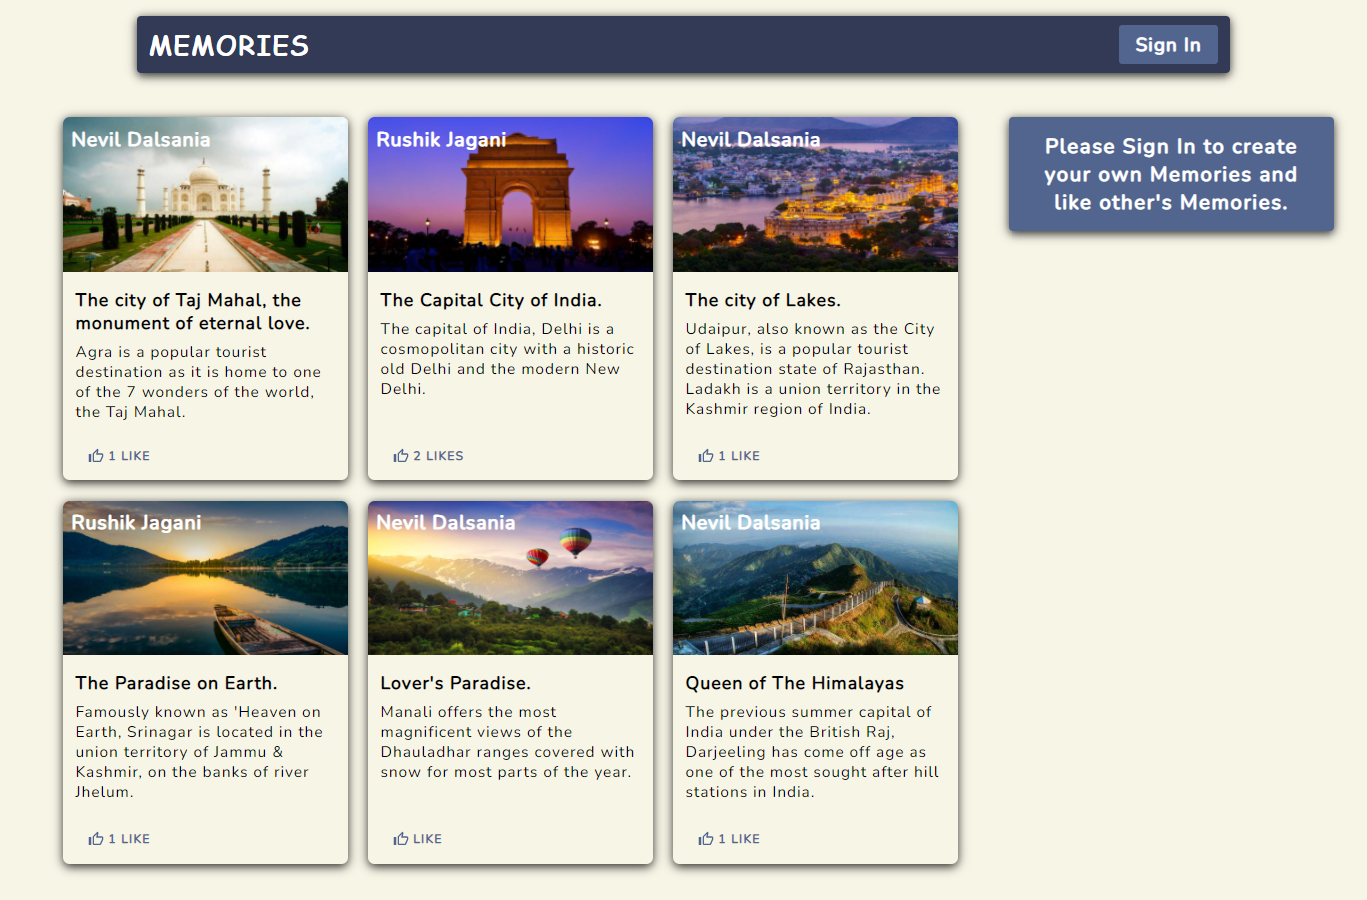 MEMORIES
Sign In
Nevil Dalsania
The city of Taj Mahal, the
monument of eternal love.
Agra is a popular tourist
destination as it is home to one
of the 7 wonders of the world,
the Taj Mahal.
1 LIKE
Rushik Jagani
The Capital City of India.
The capital of India, Delhi is a
cosmopolitan city with a historic
old Delhi and the modern New
Delhi.
2 LIKES
Nevil Dalsania
The city of Lakes.
Udaipur, also known as the City
of Lakes, is a popular tourist
destination state of Rajasthan.
Ladakh is a union territory in the
Kashmir region of India.
1 LIKE
Please Sign In to create
your own Memories and
like other's Memories.
Rushik Jagani
The Paradise on Earth.
Famously known as 'Heaven on
Earth, Srinagar is located in the
union territory of Jammu &
Kashmir, on the banks of river
Jhelum.
1 LIKE
Nevil Dalsania
Lover's Paradise.
Manali offers the most
magnificent views of the
Dhauladhar ranges covered with
snow for most parts of the year.
LIKE
Nevil Dalsania
Queen of The Himalayas
The previous summer capital of
India under the British Raj,
Darjeeling has come off age as
one of the most sought after hill
stations in India.
1 LIKE